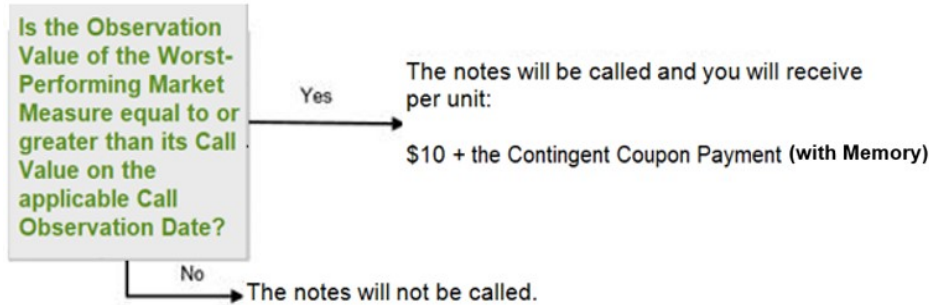 Is the Observation
Value of the Worst-
Performing Market
Measure equal to or
greater than its Call
Value on the
applicable Call
Observation Date?
Yes
The notes will be called and you will receive
per unit:
$10 + the Contingent Coupon Payment (with Memory)
No
The notes will not be called.